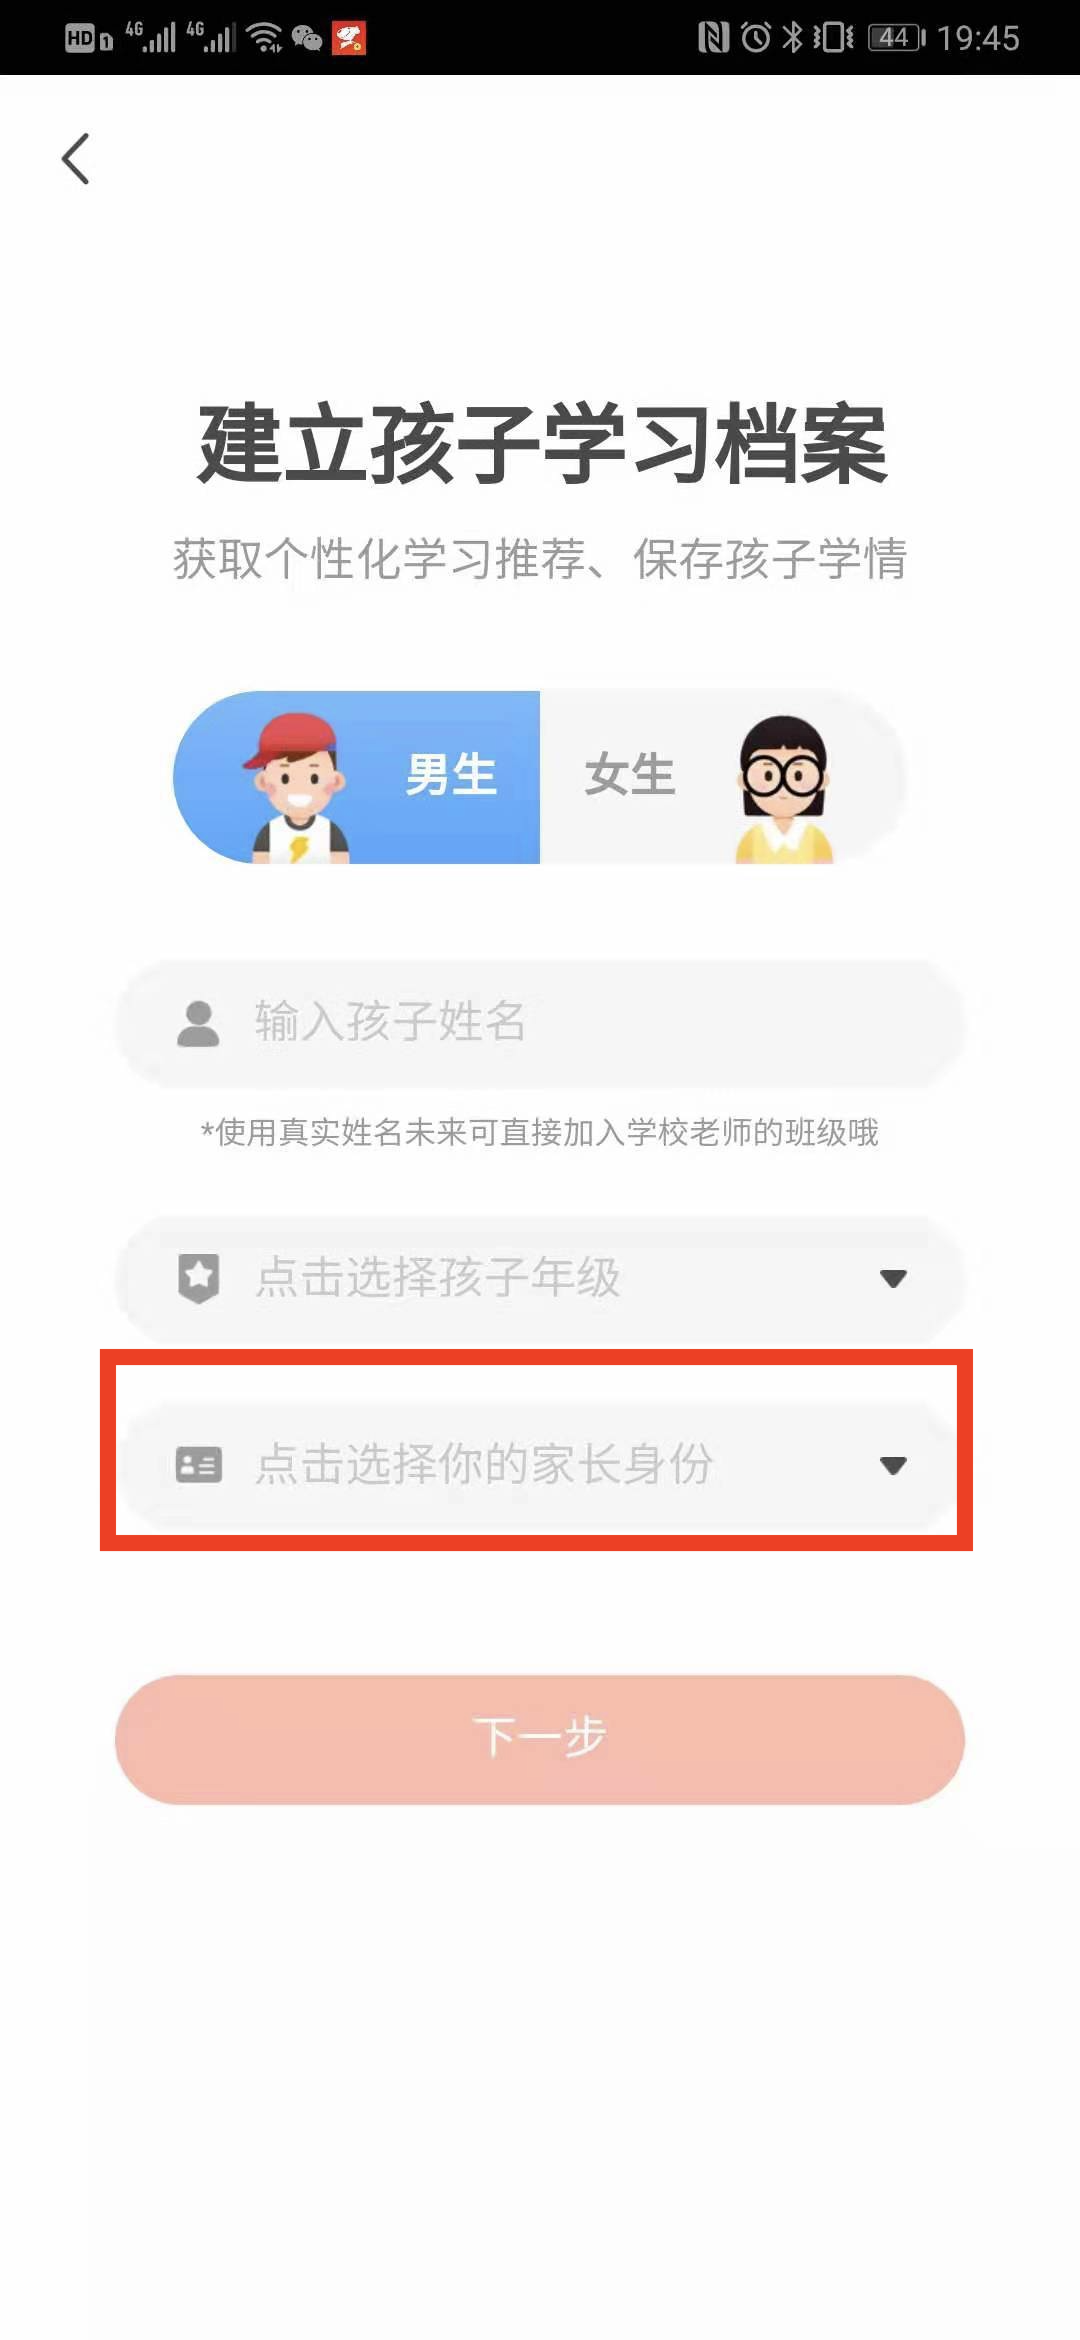 HD 1 4G 4G 44 19:45
建立孩子学习档案
获取个性化学习推荐、保存孩子学情
男生 女生
输入孩子姓名
*使用真实姓名未来可直接加入学校老师的班级哦
点击选择孩子年级
点击选择你的家长身份
下一步